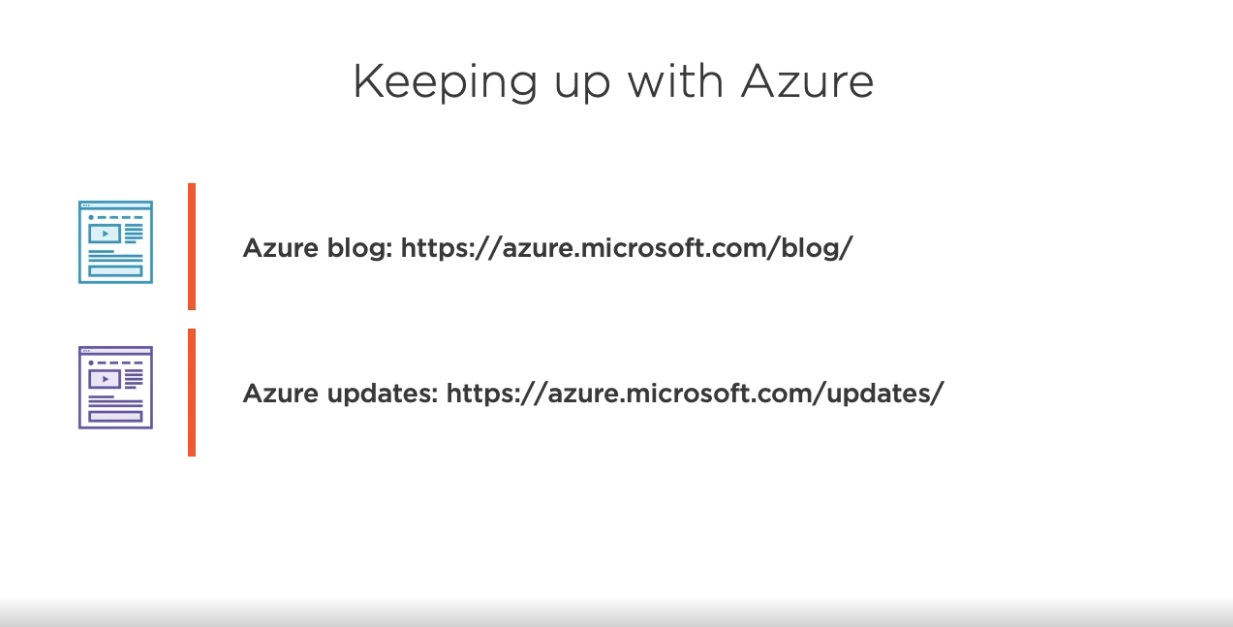 Keeping up with Azure
Azure blog: https://azure.microsoft.com/blog/
Azure updates: https://azure.microsoft.com/updates/